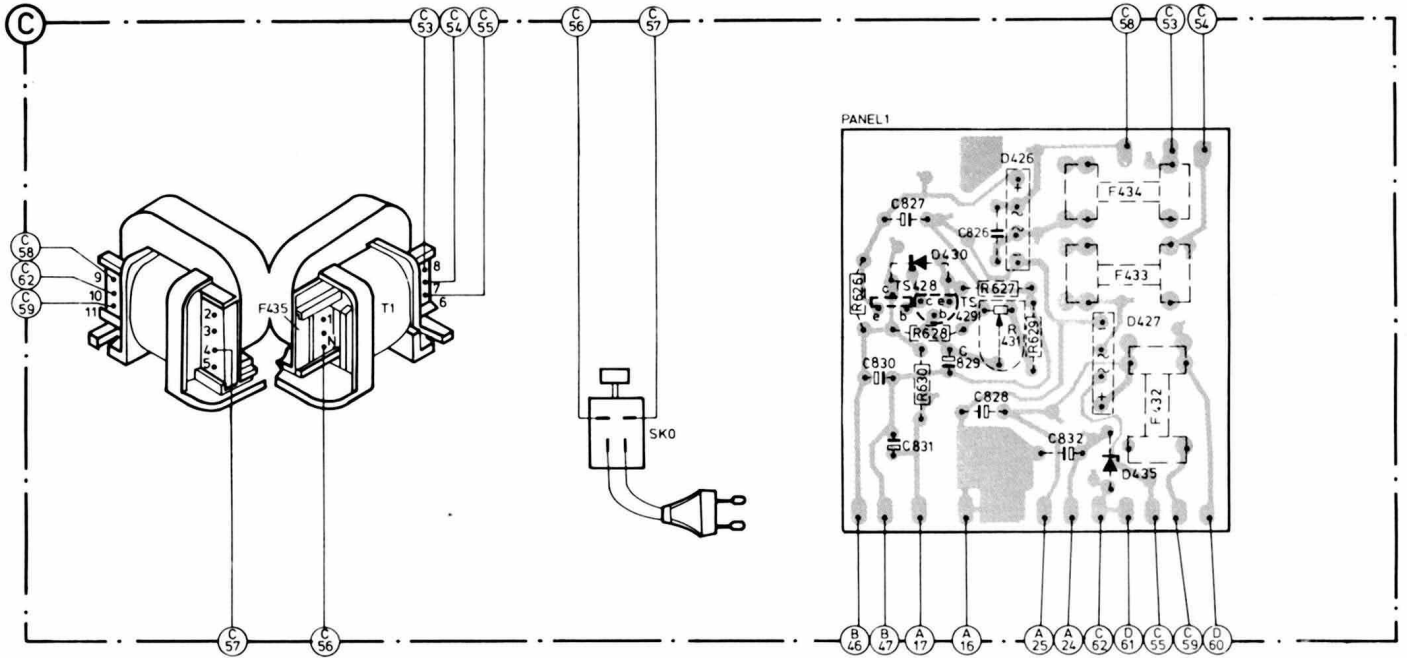 C
C 53
C 54
C 55
C 56
C 57
C 58
C 53
C 54
PANEL1
D426
F434
C827
C826
C 58
C 62
C 59
9
10
11
8
7
6
2
3
4
5
F435
1
N
T1
D430
F433
R626
c
TS428
c
e
TS 429
R627
e
b
b
R628
R 431
R629
D427
C830
R630
C 829
C828
F432
SK0
C831
C832
D435
C 57
C 56
B 46
B 47
A 17
A 16
A 25
A 24
C 62
D 61
C 55
C 59
D 60